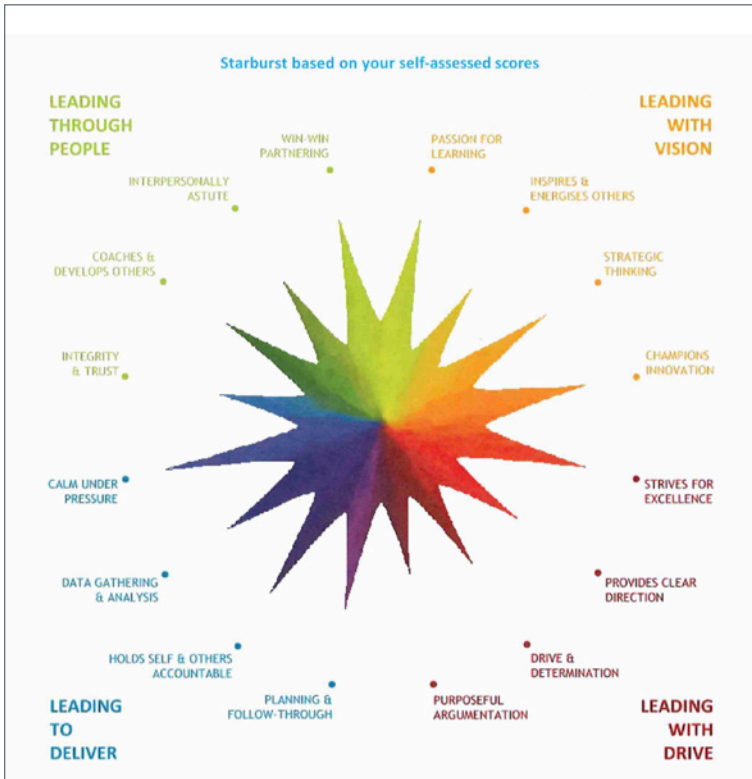 Starburst based on your self-assessed scores
LEADING
THROUGH
PEOPLE
LEADING
WITH
VISION
WIN-WIN
PARTNERING
PASSION FOR
LEARNING
INTERPERSONALLY
ASTUTE
INSPIRES &
ENERGISES OTHERS
COACHES &
DEVELOPS OTHERS
STRATEGIC
THINKING
INTEGRITY
& TRUST
CHAMPIONS
INNOVATION
CALM UNDER
PRESSURE
STRIVES FOR
EXCELLENCE
DATA GATHERING
& ANALYSIS
PROVIDES CLEAR
DIRECTION
HOLDS SELF & OTHERS
ACCOUNTABLE
DRIVE &
DETERMINATION
PLANNING &
FOLLOW-THROUGH
PURPOSEFUL
ARGUMENTATION
LEADING
TO
DELIVER
LEADING
WITH
DRIVE